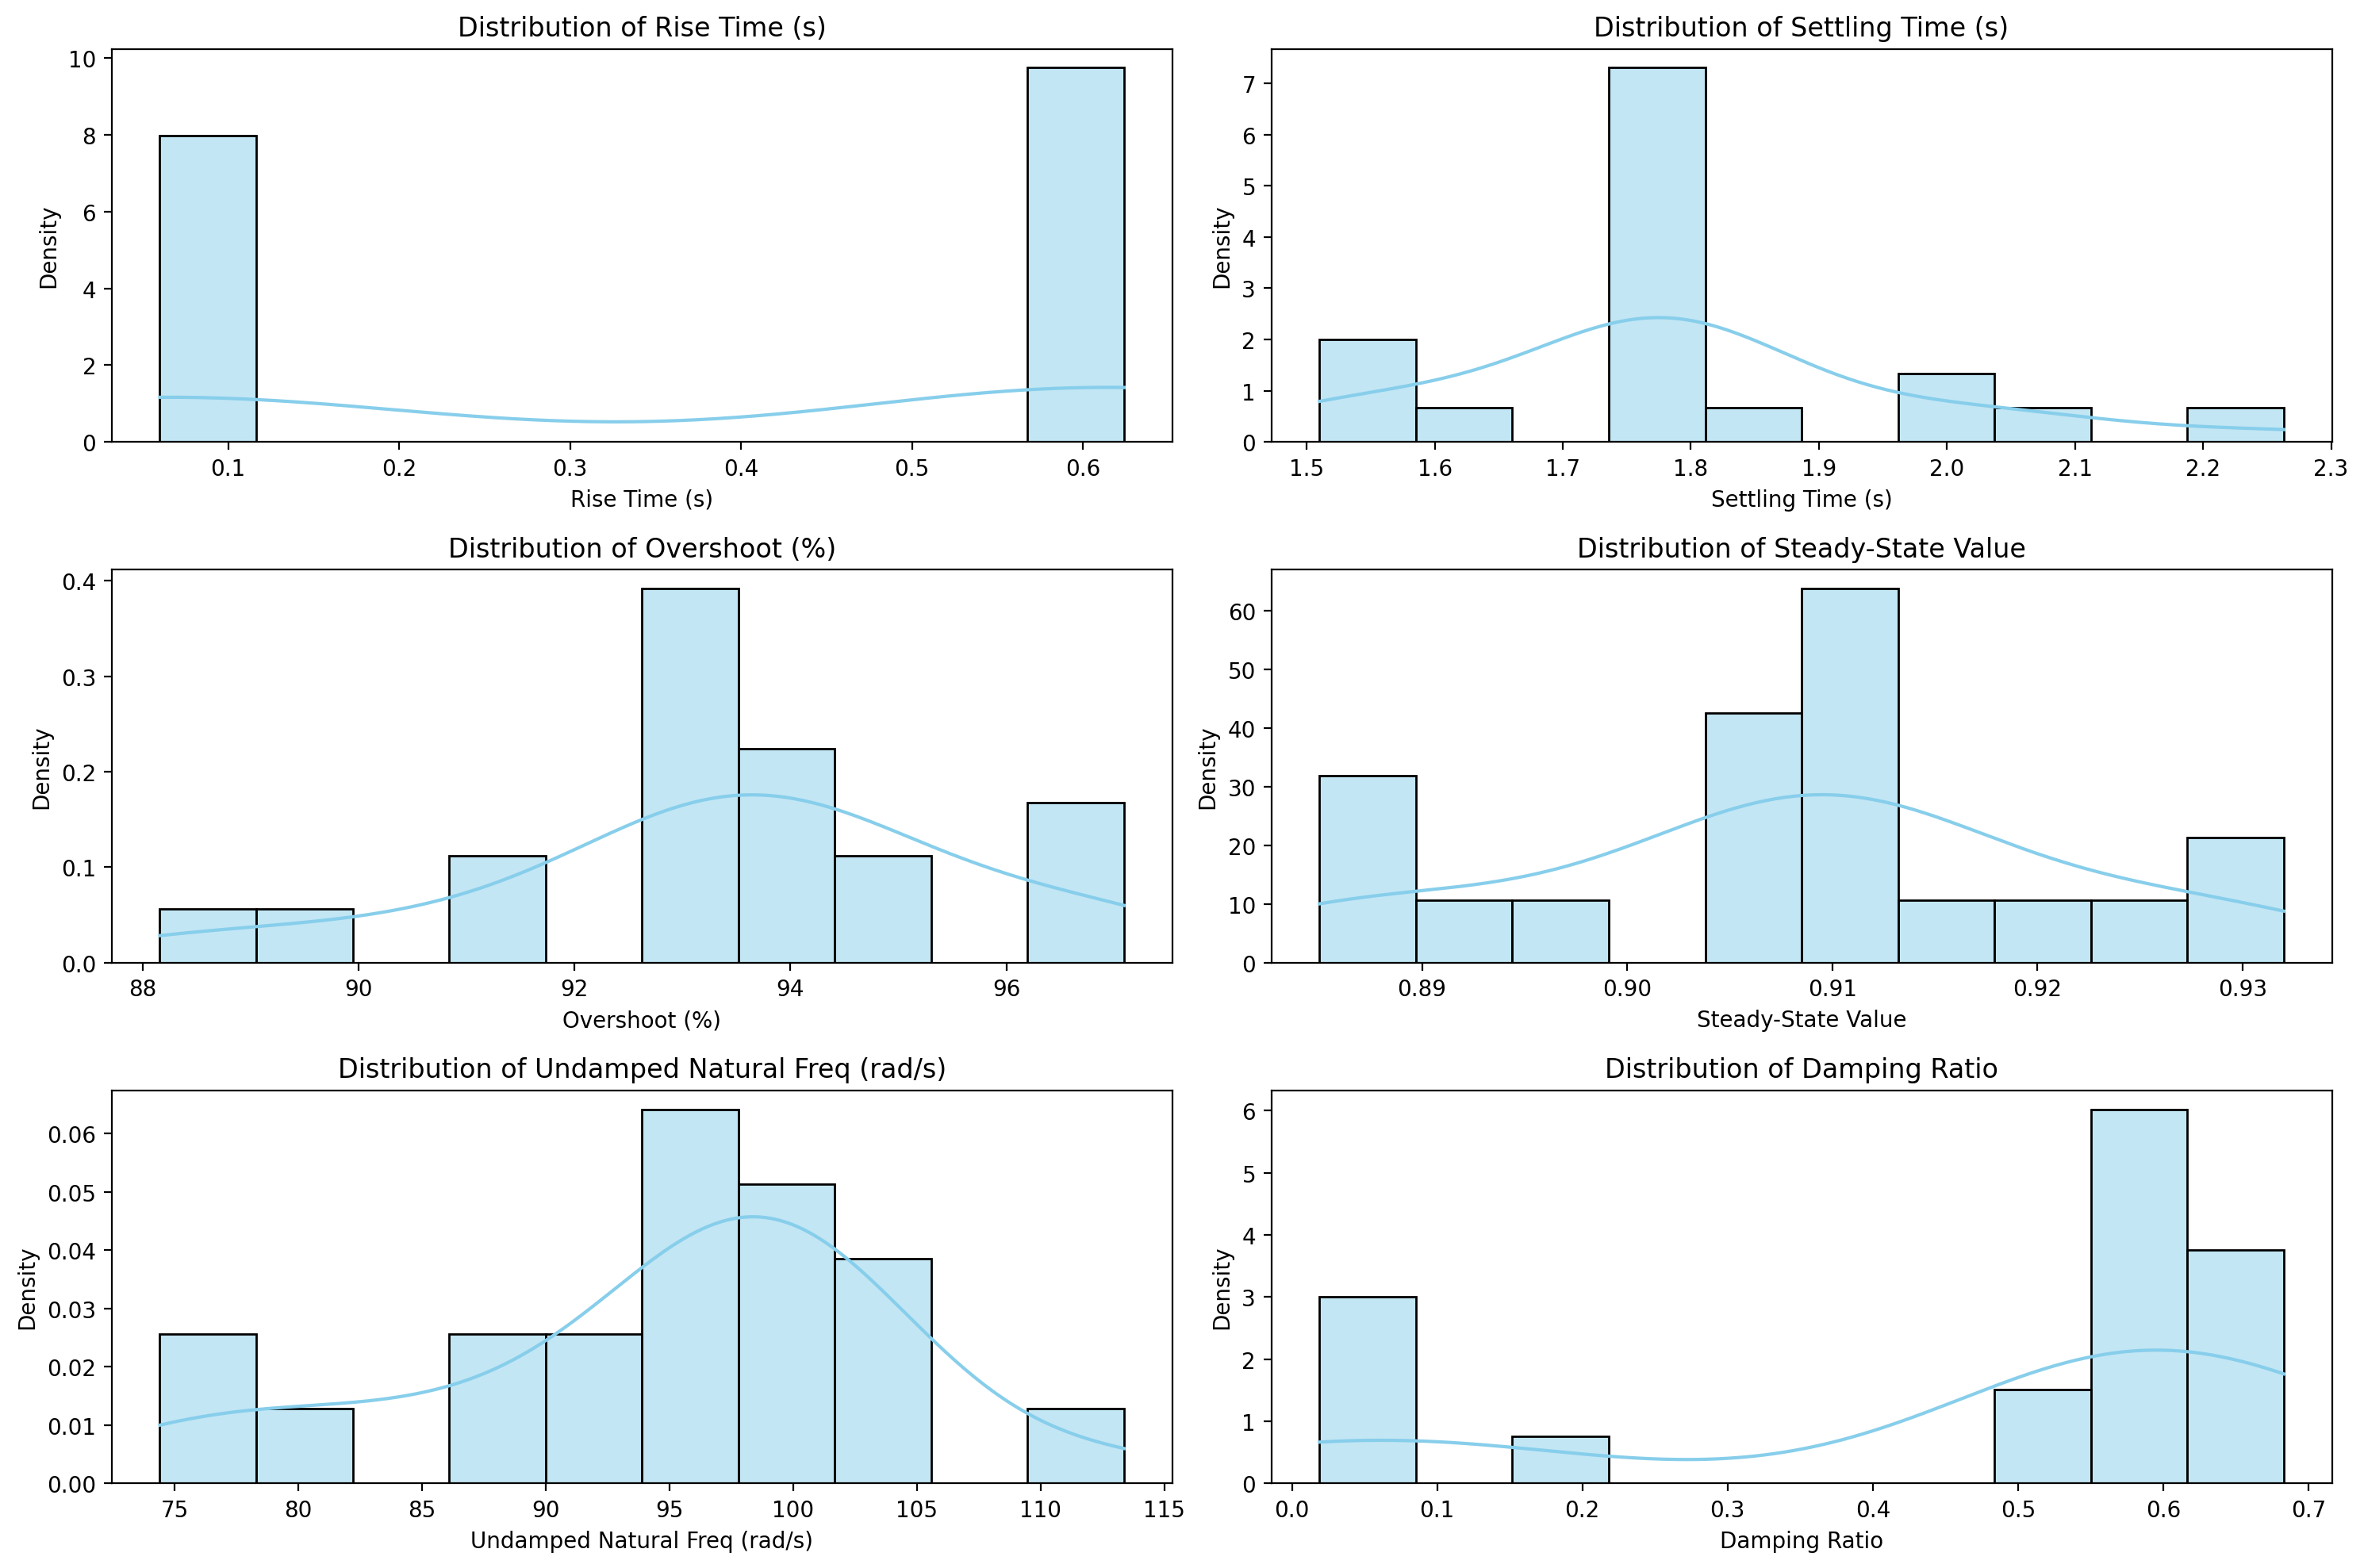 Distribution of Rise Time (s)
10
8
6
4
2
0
Density
0.1 0.2 0.3 0.4 0.5 0.6
Rise Time (s)
Distribution of Settling Time (s)
7
6
5
4
3
2
1
0
Density
1.5 1.6 1.7 1.8 1.9 2.0 2.1 2.2 2.3
Settling Time (s)
Distribution of Overshoot (%)
0.4
0.3
0.2
0.1
0.0
Density
88 90 92 94 96
Overshoot (%)
Distribution of Steady-State Value
60
50
40
30
20
10
0
Density
0.89 0.90 0.91 0.92 0.93
Steady-State Value
Distribution of Undamped Natural Freq (rad/s)
0.06
0.05
0.04
0.03
0.02
0.01
0.00
Density
75 80 85 90 95 100 105 110 115
Undamped Natural Freq (rad/s)
Distribution of Damping Ratio
6
5
4
3
2
1
0
Density
0.0 0.1 0.2 0.3 0.4 0.5 0.6 0.7
Damping Ratio